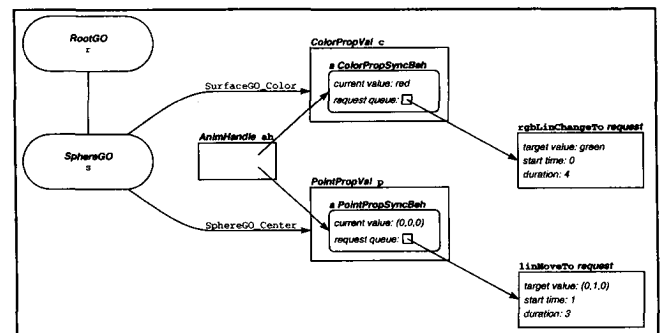 RootGO
r
SphereGO
s
SurfaceGO_Color
SphereGO_Center
AnimHandle ah
ColorPropVal c
a ColorPropSyncBeh
current value: red
request queue:
rgbLinChangeTo request
target value: green
start time: 0
duration: 4
PointPropVal p
a PointPropSyncBeh
current value: (0,0,0)
request queue:
linMoveTo request
target value: (0,1,0)
start time: 1
duration: 3